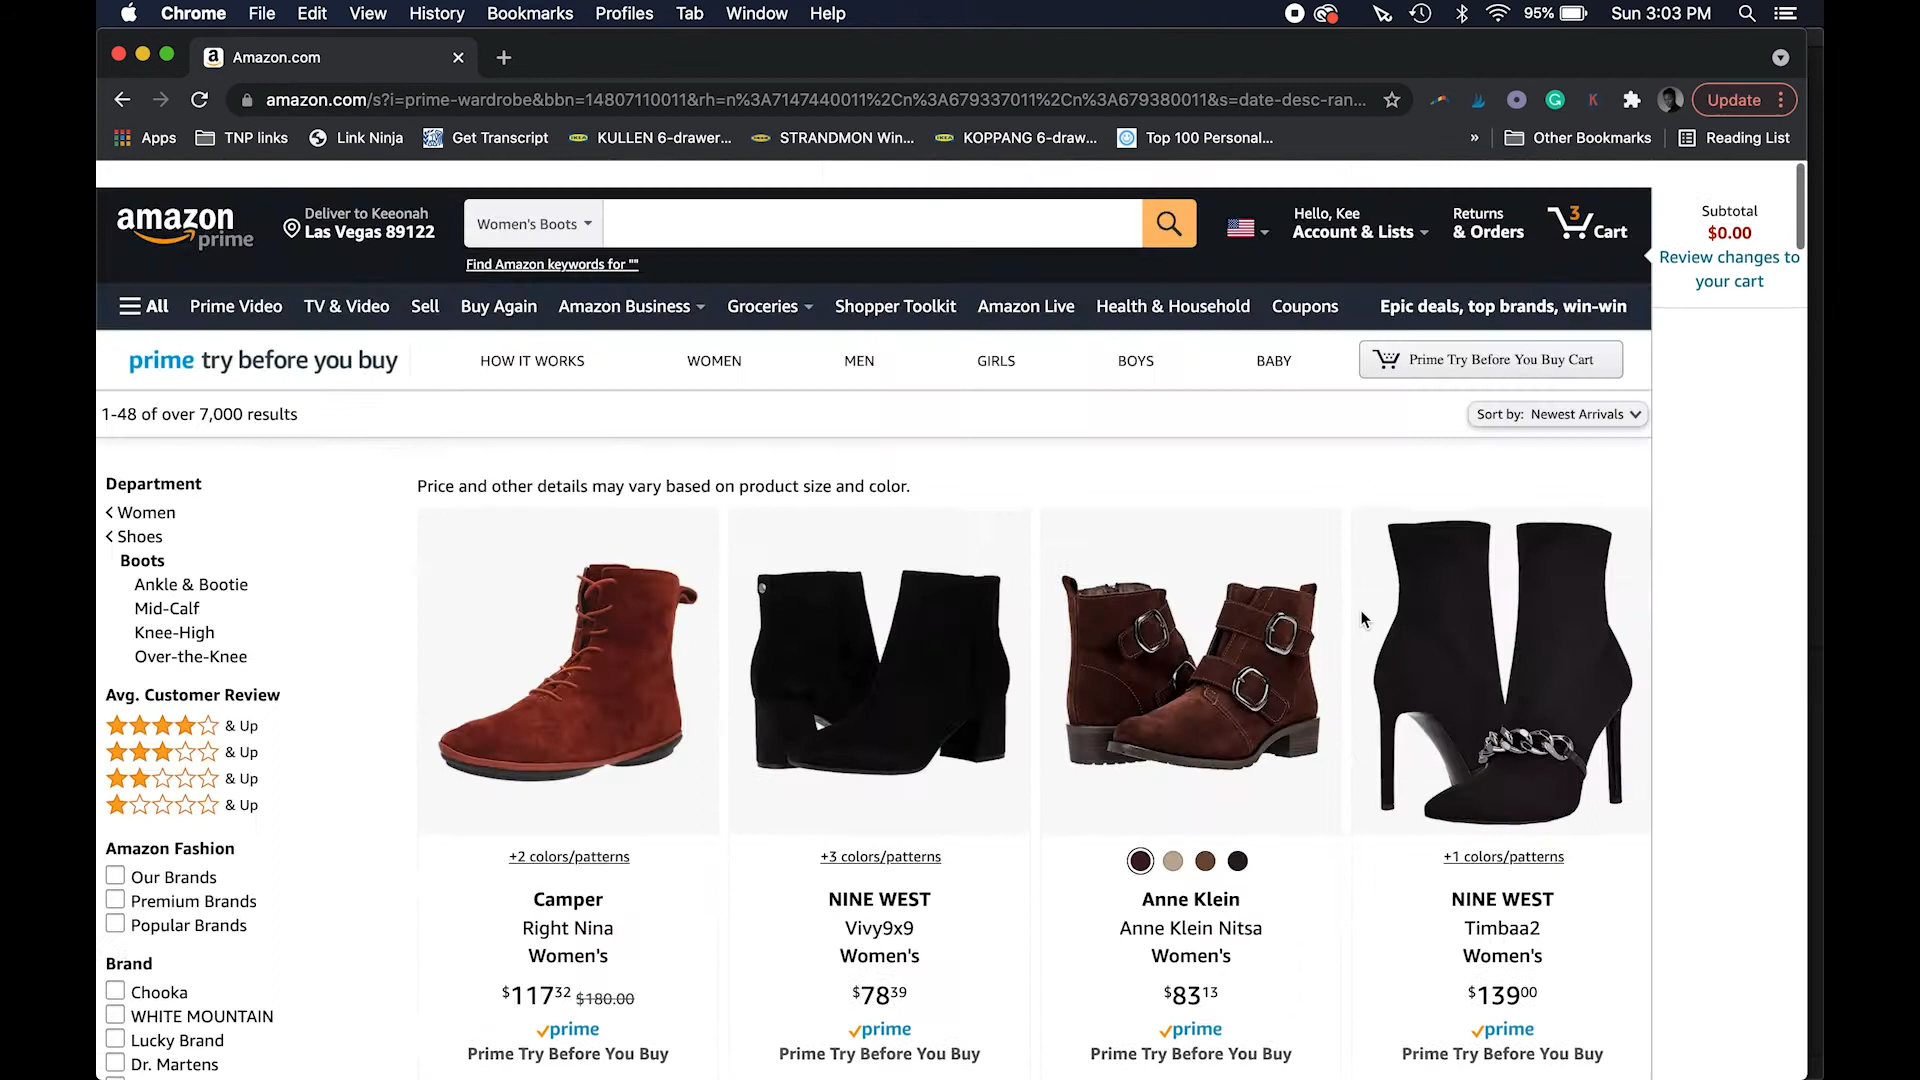 Chrome File Edit View History Bookmarks Profiles Tab Window Help 95% Sun 3:03 PM
Amazon.com
amazon.com/s?i=prime-wardrobe&bbn=14807110011&rh=n%3A7147440011%2Cn%3A679337011%2Cn%3A679380011&s=date-desc-ran... Update
Apps TNP links Link Ninja Get Transcript KULLEN 6-drawer... STRANDMON Win... KOPPANG 6-draw... Top 100 Personal... » Other Bookmarks Reading List
amazon prime
Deliver to Keeonah
Las Vegas 89122
Women's Boots
Find Amazon keywords for ""
Hello, Kee
Account & Lists
Returns
& Orders
3
Cart
Subtotal
$0.00
Review changes to
your cart
All Prime Video TV & Video Sell Buy Again Amazon Business Groceries Shopper Toolkit Amazon Live Health & Household Coupons Epic deals, top brands, win-win
prime try before you buy HOW IT WORKS WOMEN MEN GIRLS BOYS BABY Prime Try Before You Buy Cart
1-48 of over 7,000 results Sort by: Newest Arrivals
Department
Women
Shoes
Boots
Ankle & Bootie
Mid-Calf
Knee-High
Over-the-Knee
Avg. Customer Review
& Up
& Up
& Up
& Up
Amazon Fashion
Our Brands
Premium Brands
Popular Brands
Brand
Chooka
WHITE MOUNTAIN
Lucky Brand
Dr. Martens
Price and other details may vary based on product size and color.
+2 colors/patterns
Camper
Right Nina
Women's
$117.32 $180.00
prime
Prime Try Before You Buy
+3 colors/patterns
NINE WEST
Vivy9x9
Women's
$78.39
prime
Prime Try Before You Buy
Anne Klein
Anne Klein Nitsa
Women's
$83.13
prime
Prime Try Before You Buy
+1 colors/patterns
NINE WEST
Timbaa2
Women's
$139.00
prime
Prime Try Before You Buy